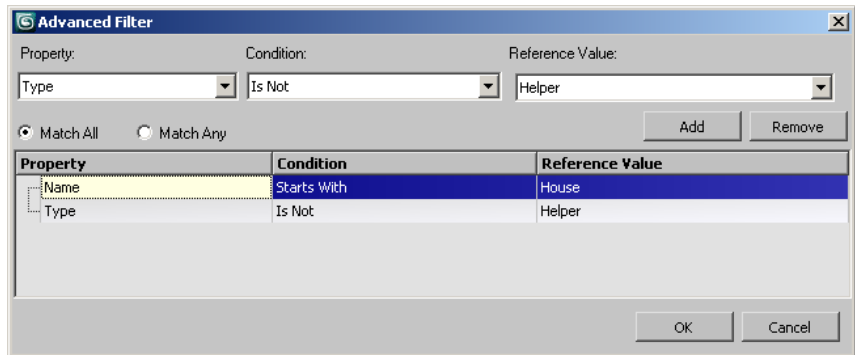 Advanced Filter
Property: Condition: Reference Value:
Type Is Not Helper
Match All Match Any Add Remove
Property Condition Reference Value
Name Starts With House
Type Is Not Helper
OK Cancel